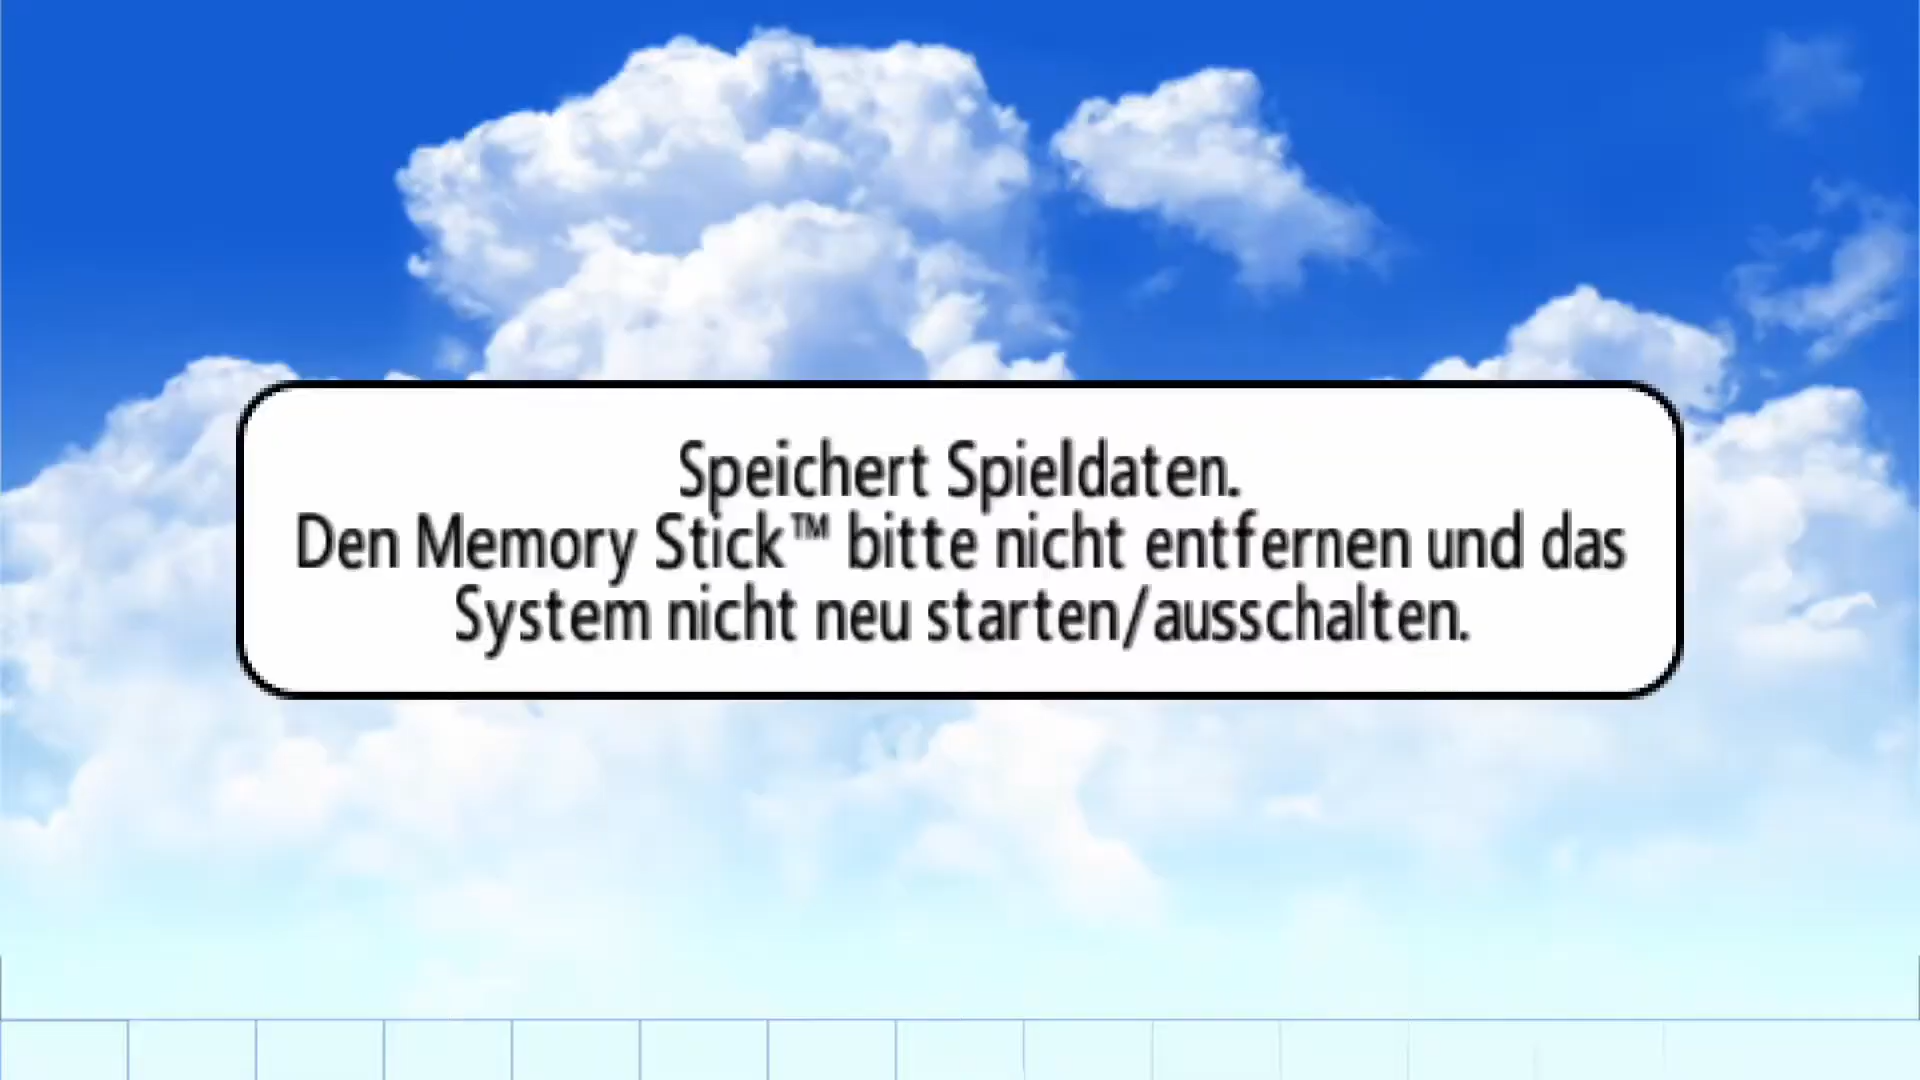 Speichert Spieldaten.
Den Memory Stick™ bitte nicht entfernen und das
System nicht neu starten/ausschalten.